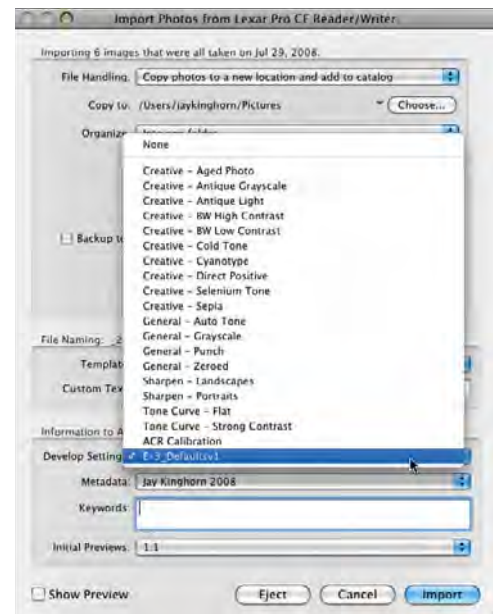 Import Photos from Lexar Pro CF Reader/Writer
Importing 6 images that were all taken on Jul 29, 2008.
File Handling: Copy photos to a new location and add to catalog
Copy to: /Users/jaykinghorn/Pictures Choose...
Organize:
None
Creative - Aged Photo
Creative - Antique Grayscale
Creative - Antique Light
Creative - BW High Contrast
Creative - BW Low Contrast
Creative - Cold Tone
Creative - Cyanotype
Creative - Direct Positive
Creative - Selenium Tone
Creative - Sepia
General - Auto Tone
General - Grayscale
General - Punch
General - Zeroed
Sharpen - Landscapes
Sharpen - Portraits
Tone Curve - Flat
Tone Curve - Strong Contrast
ACR Calibration
E-3_Defaultsv1
Backup to
File Naming: _2
Templat
Custom Tex
Information to A
Develop Setting
Metadata: Jay Kinghorn 2008
Keywords:
Initial Previews: 1:1
Show Preview Eject Cancel Import